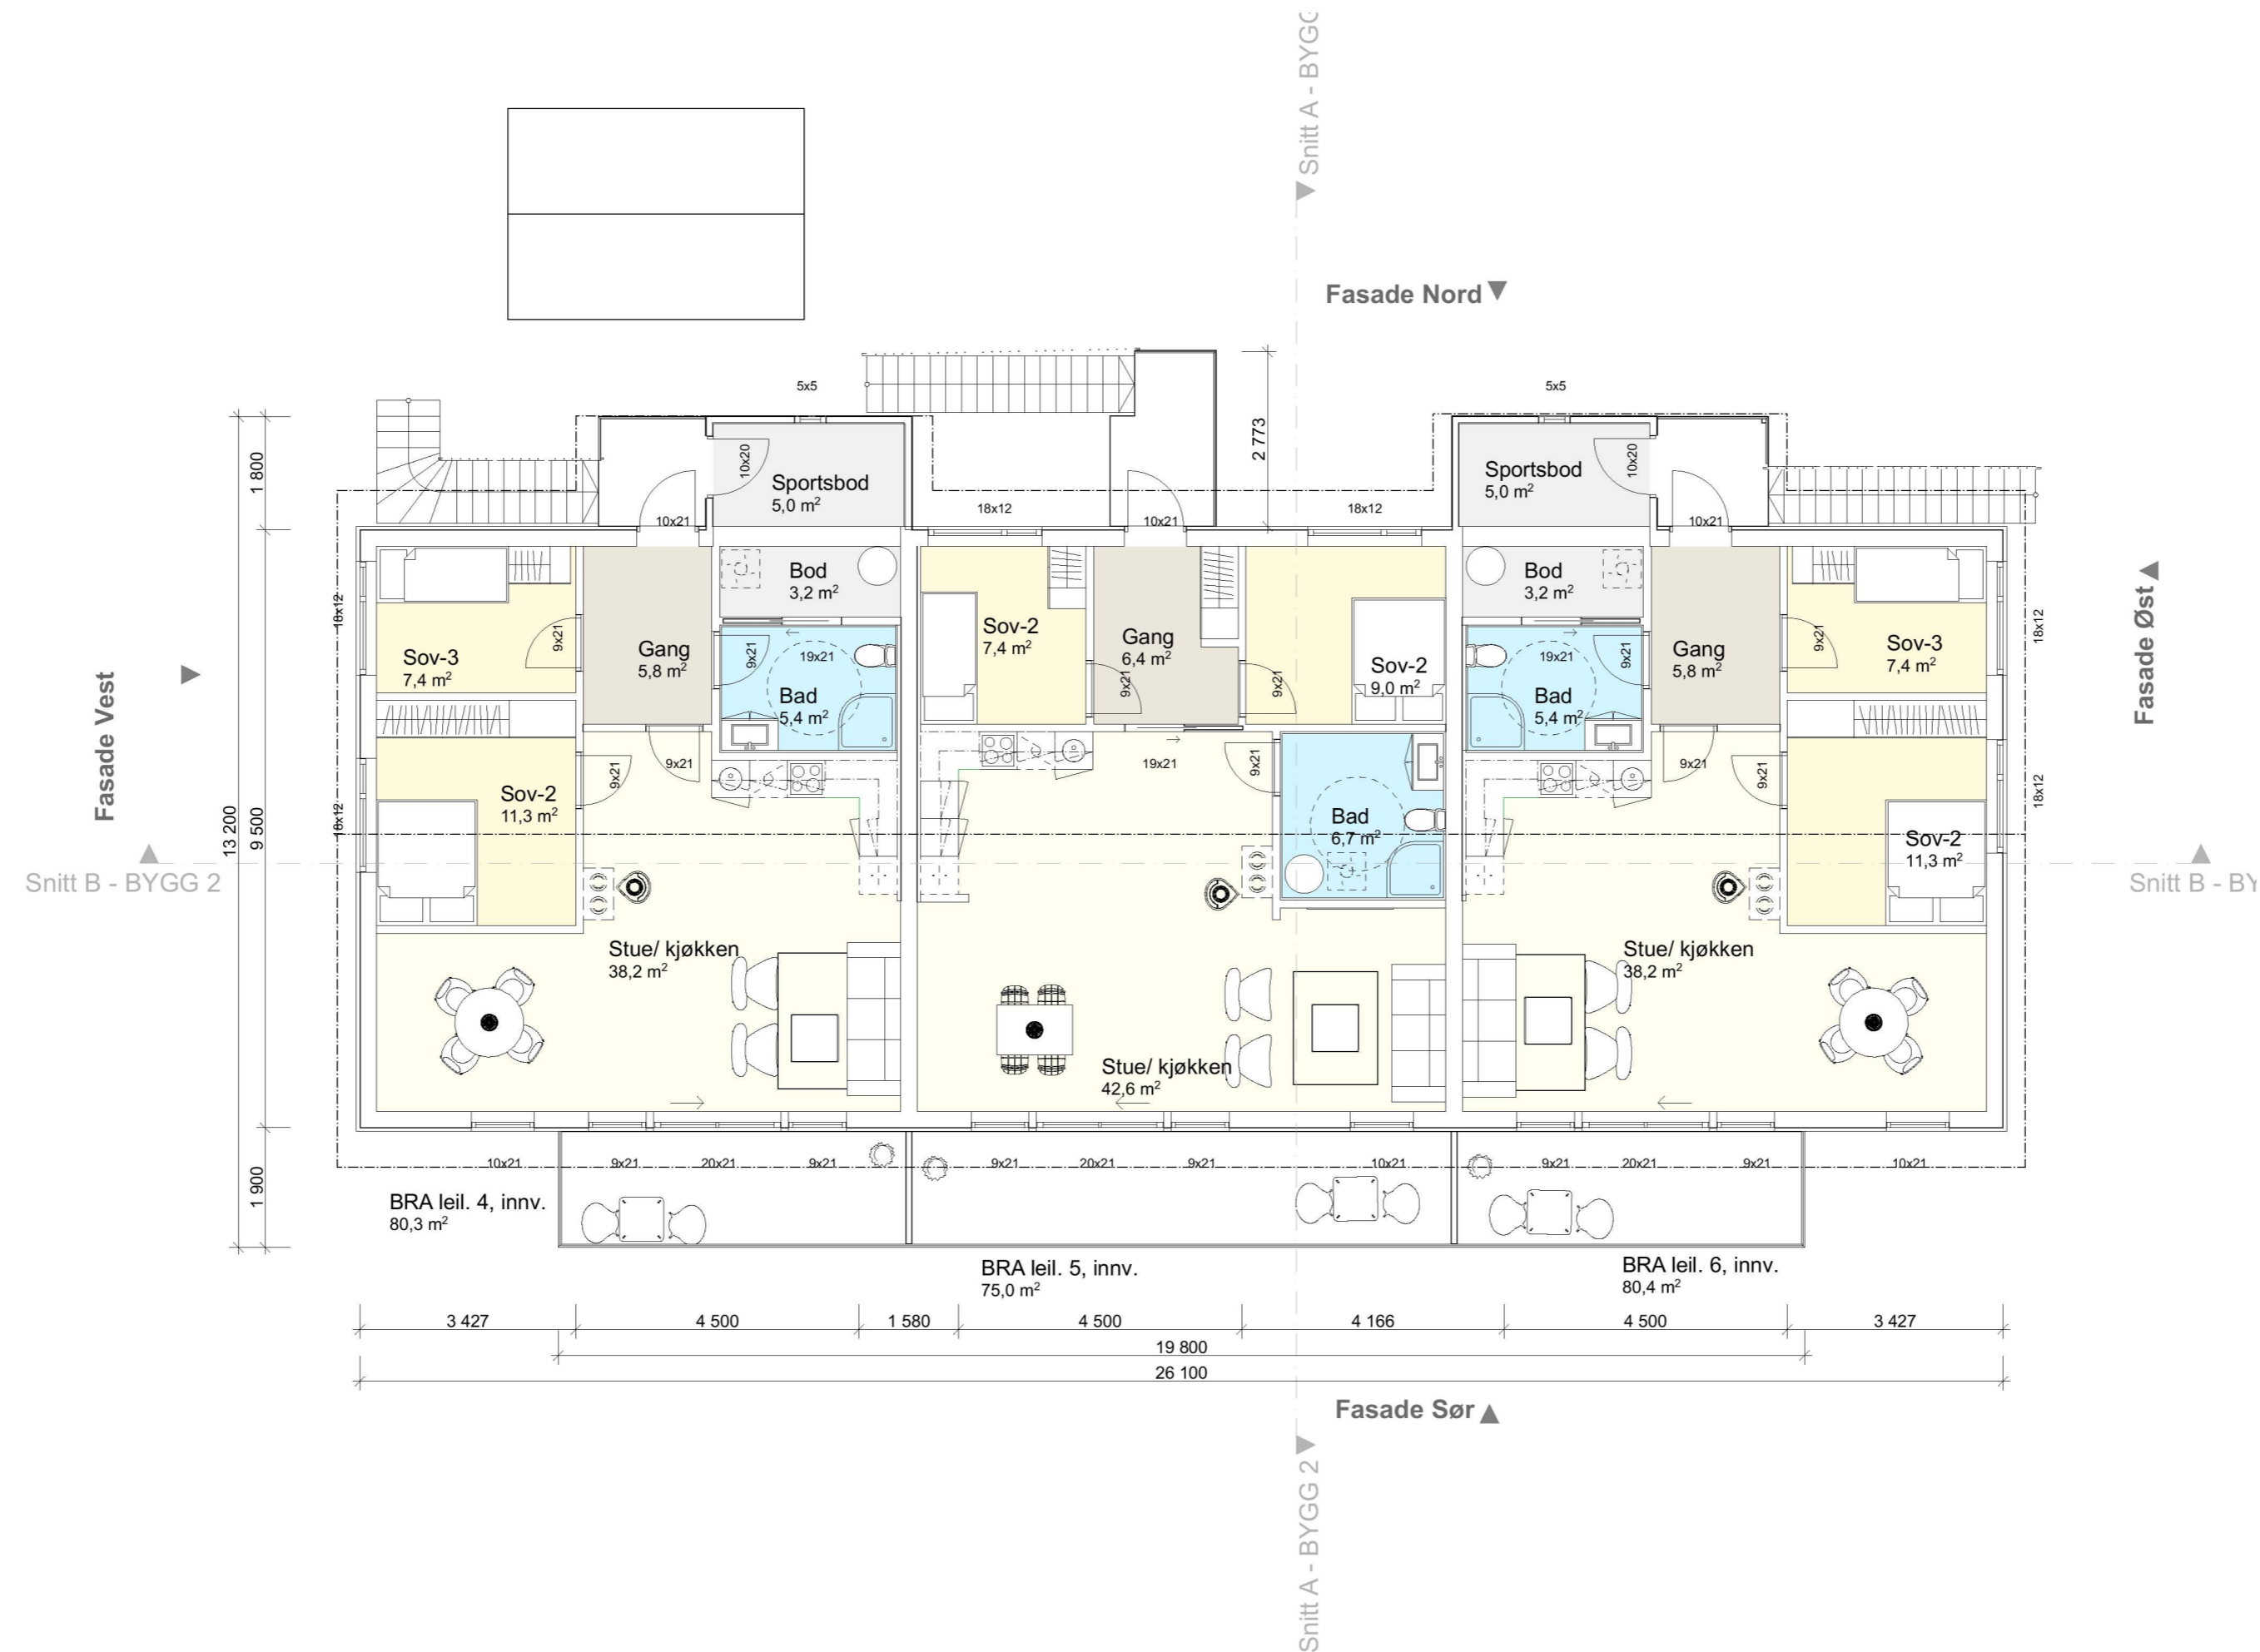 Snitt A - BYGG
Fasade Nord
5x5
5x5
2 773
1 800
10x20
Sportsbod
5,0 m²
10x21
18x12
10x21
18x12
Sportsbod
5,0 m²
10x20
10x21
18x12
Sov-3
7,4 m²
9x21
Gang
5,8 m²
Bod
3,2 m²
9x21
19x21
Bad
5,4 m²
Sov-2
7,4 m²
Gang
6,4 m²
9x21
9x21
Sov-2
9,0 m²
Bod
3,2 m²
19x21
9x21
Bad
5,4 m²
Gang
5,8 m²
9x21
Sov-3
7,4 m²
18x12
Fasade Øst
Fasade Vest
13 200
9 500
18x12
Sov-2
11,3 m²
9x21
9x21
19x21
9x21
Bad
6,7 m²
9x21
9x21
Sov-2
11,3 m²
18x12
Snitt B - BYGG 2
Snitt B - BY
Stue/ kjøkken
38,2 m²
Stue/ kjøkken
42,6 m²
Stue/ kjøkken
38,2 m²
1 900
10x21
9x21
20x21
9x21
9x21
20x21
9x21
10x21
9x21
20x21
9x21
10x21
BRA leil. 4, innv.
80,3 m²
BRA leil. 5, innv.
75,0 m²
BRA leil. 6, innv.
80,4 m²
3 427
4 500
1 580
4 500
4 166
4 500
3 427
19 800
26 100
Fasade Sør
Snitt A - BYGG 2